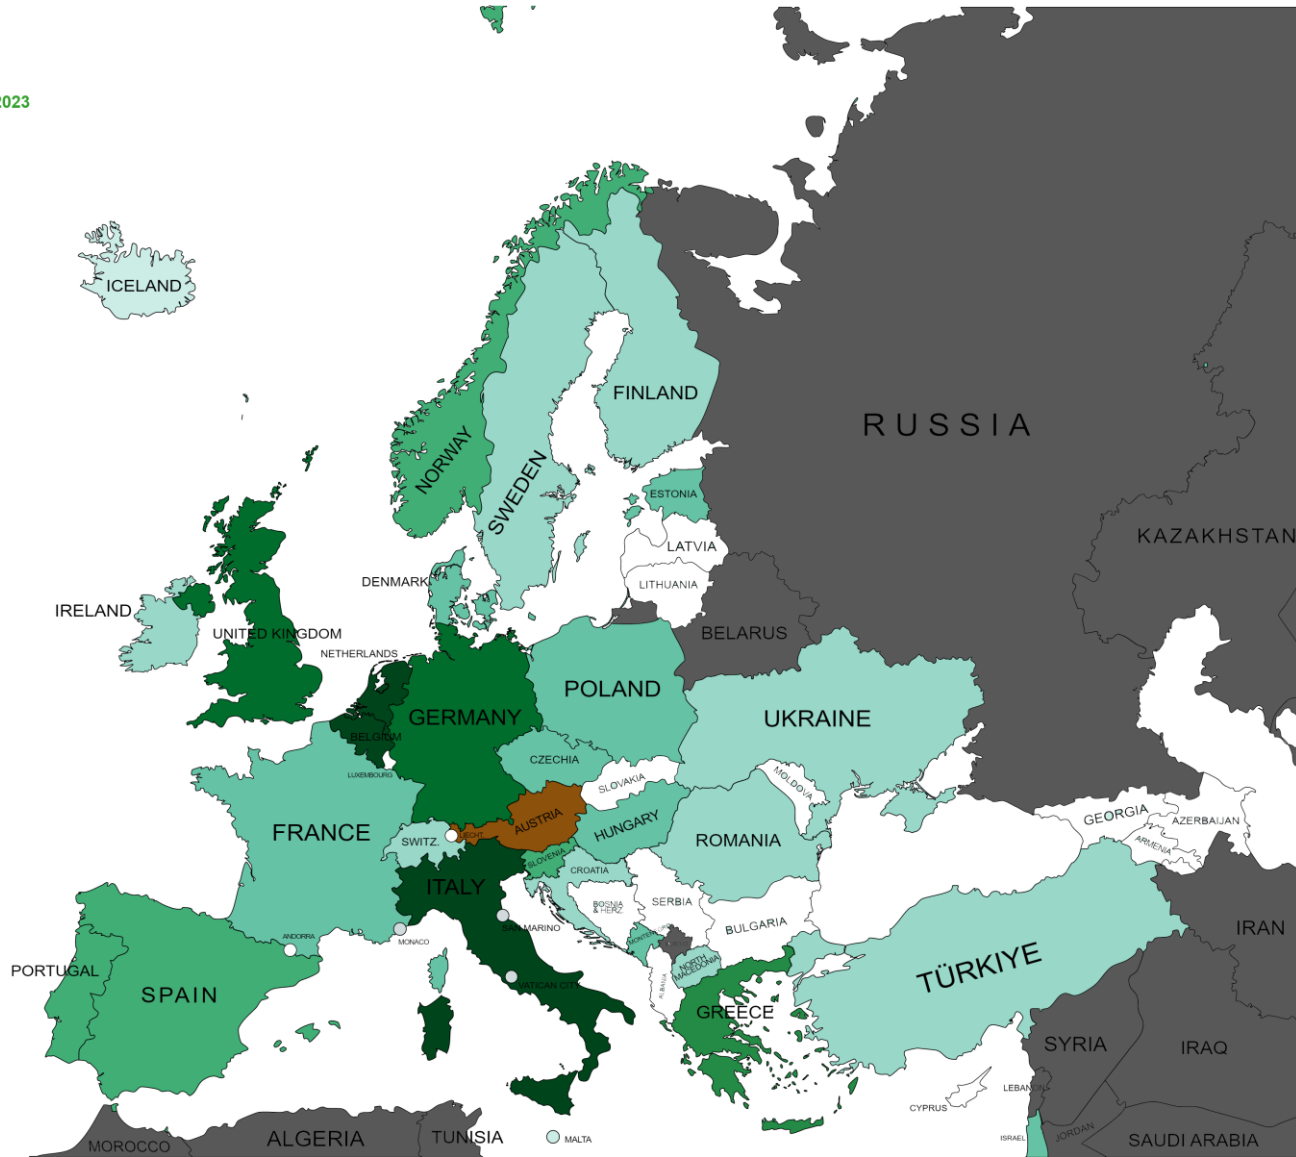 2023
ICELAND
FINLAND
RUSSIA
NORWAY
SWEDEN
ESTONIA
KAZAKHSTAN
LATVIA
LITHUANIA
DENMARK
IRELAND
UNITED KINGDOM
BELARUS
NETHERLANDS
POLAND
GERMANY
UKRAINE
BELGIUM
CZECHIA
LUXEMBOURG
SLOVAKIA
MOLDOVA
FRANCE
AUSTRIA
HUNGARY
GEORGIA
AZERBAIJAN
SWITZ.
LIECHT.
ROMANIA
ARMENIA
SLOVENIA
CROATIA
ITALY
BOSNIA
& HERZ.
SERBIA
BULGARIA
SAN MARINO
IRAN
ANDORRA
MONACO
NORTH
MACEDONIA
PORTUGAL
SPAIN
VATICAN CITY
ALBANIA
TÜRKIYE
GREECE
SYRIA
IRAQ
LEBANON
CYPRUS
MALTA
ISRAEL
JORDAN
MOROCCO
ALGERIA
TUNISIA
SAUDI ARABIA